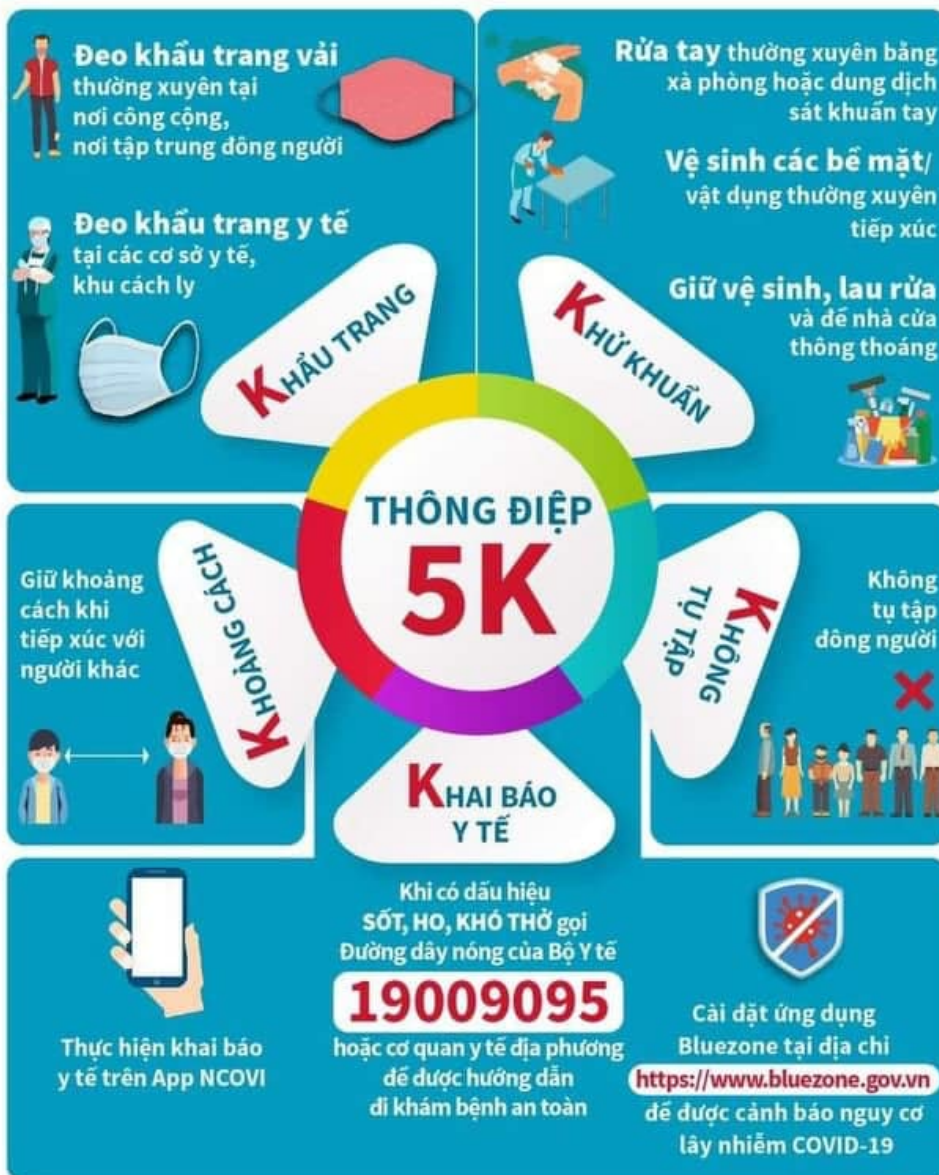 Đeo khẩu trang vải
thường xuyên tại
nơi công cộng,
nơi tập trung đông người
Đeo khẩu trang y tế
tại các cơ sở y tế,
khu cách ly
KHẨU TRANG
Rửa tay thường xuyên bằng
xà phòng hoặc dung dịch
sát khuẩn tay
Vệ sinh các bề mặt/
vật dụng thường xuyên
tiếp xúc
Giữ vệ sinh, lau rửa
và để nhà cửa
thông thoáng
KHỬ KHUẨN
THÔNG ĐIỆP
5K
Giữ khoảng
cách khi
tiếp xúc với
người khác
KHOẢNG CÁCH
KHÔNG
TỤ TẬP
Không
tụ tập
đông người
KHAI BÁO
Y TẾ
Thực hiện khai báo
y tế trên App NCOVI
Khi có dấu hiệu
SỐT, HO, KHÓ THỞ gọi
Đường dây nóng của Bộ Y tế
19009095
hoặc cơ quan y tế địa phương
để được hướng dẫn
đi khám bệnh an toàn
Cài đặt ứng dụng
Bluezone tại địa chỉ
https://www.bluezone.gov.vn
để được cảnh báo nguy cơ
lây nhiễm COVID-19